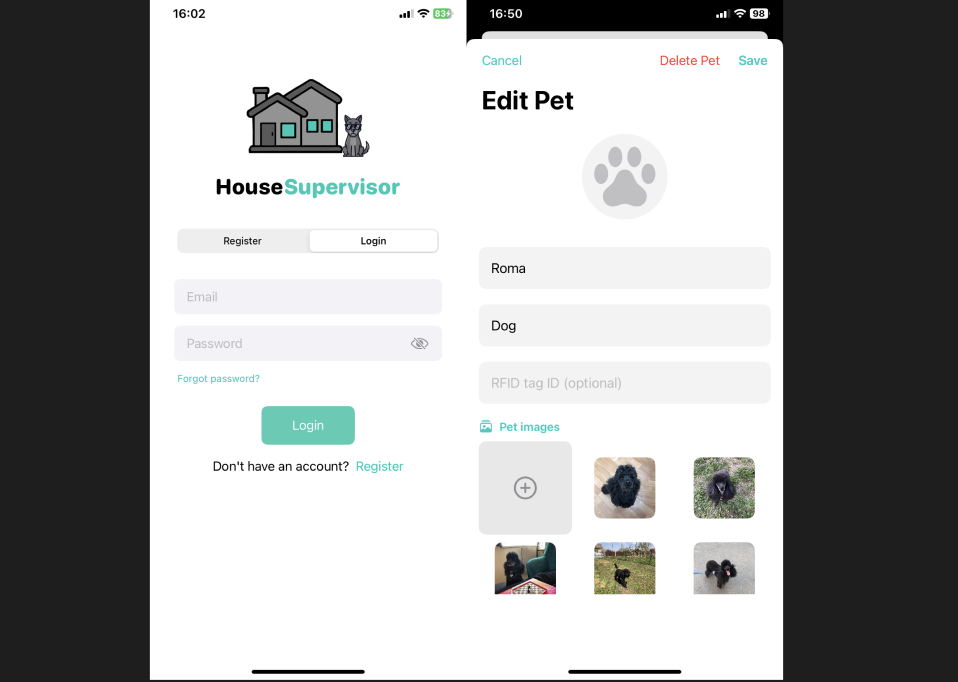 16:02
83
HouseSupervisor
Register
Login
Email
Password
Forgot password?
Login
Don't have an account? Register
16:50
98
Cancel
Delete Pet
Save
Edit Pet
Roma
Dog
RFID tag ID (optional)
Pet images